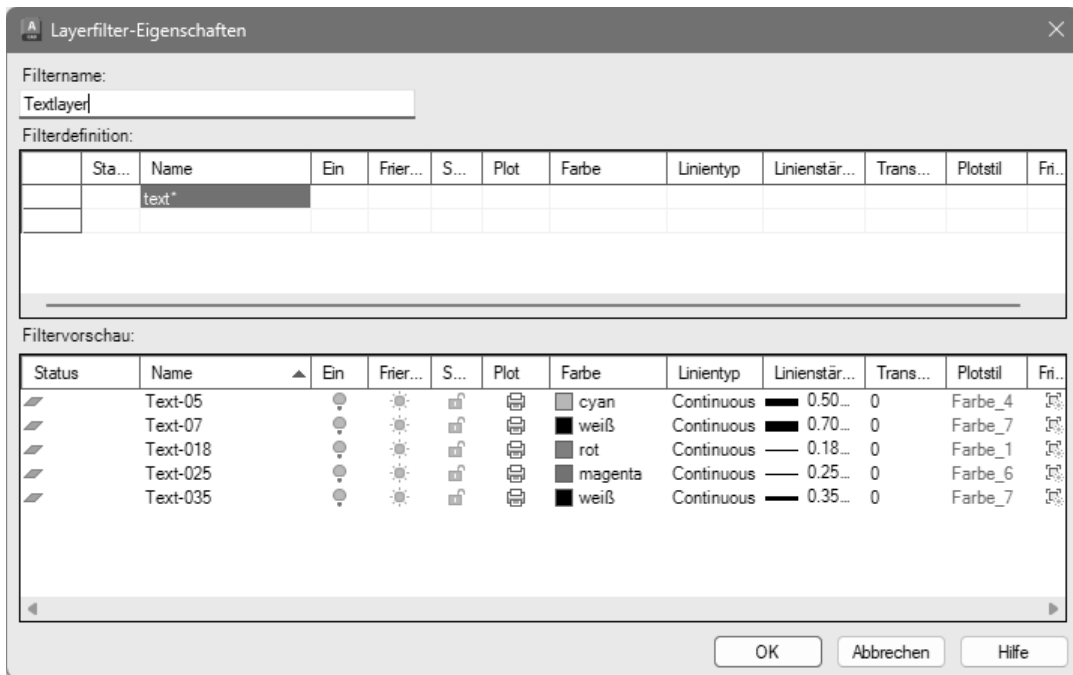 Layerfilter-Eigenschaften
Filtername:
Textlayer
Filterdefinition:
Sta... Name Ein Frier... S... Plot Farbe Linientyp Linienstär... Trans... Plotstil Fri...
text*
Filtervorschau:
Status Name Ein Frier... S... Plot Farbe Linientyp Linienstär... Trans... Plotstil Fri...
Text-05 cyan Continuous 0.50... 0 Farbe_4
Text-07 weiß Continuous 0.70... 0 Farbe_7
Text-018 rot Continuous 0.18... 0 Farbe_1
Text-025 magenta Continuous 0.25... 0 Farbe_6
Text-035 weiß Continuous 0.35... 0 Farbe_7
OK Abbrechen Hilfe